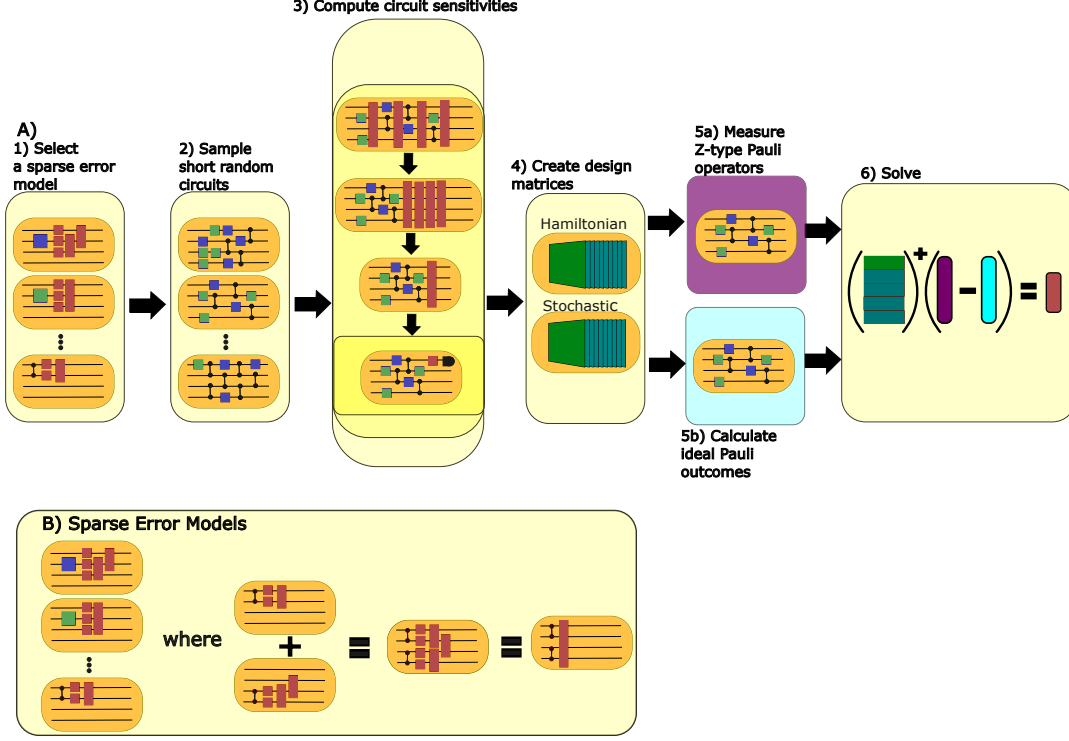 3) Compute circuit sensitivities
A)
1) Select
a sparse error
model
2) Sample
short random
circuits
4) Create design
matrices
Hamiltonian
Stochastic
5a) Measure
Z-type Pauli
operators
5b) Calculate
ideal Pauli
outcomes
6) Solve
+
−
=
B) Sparse Error Models
where
+
=
=